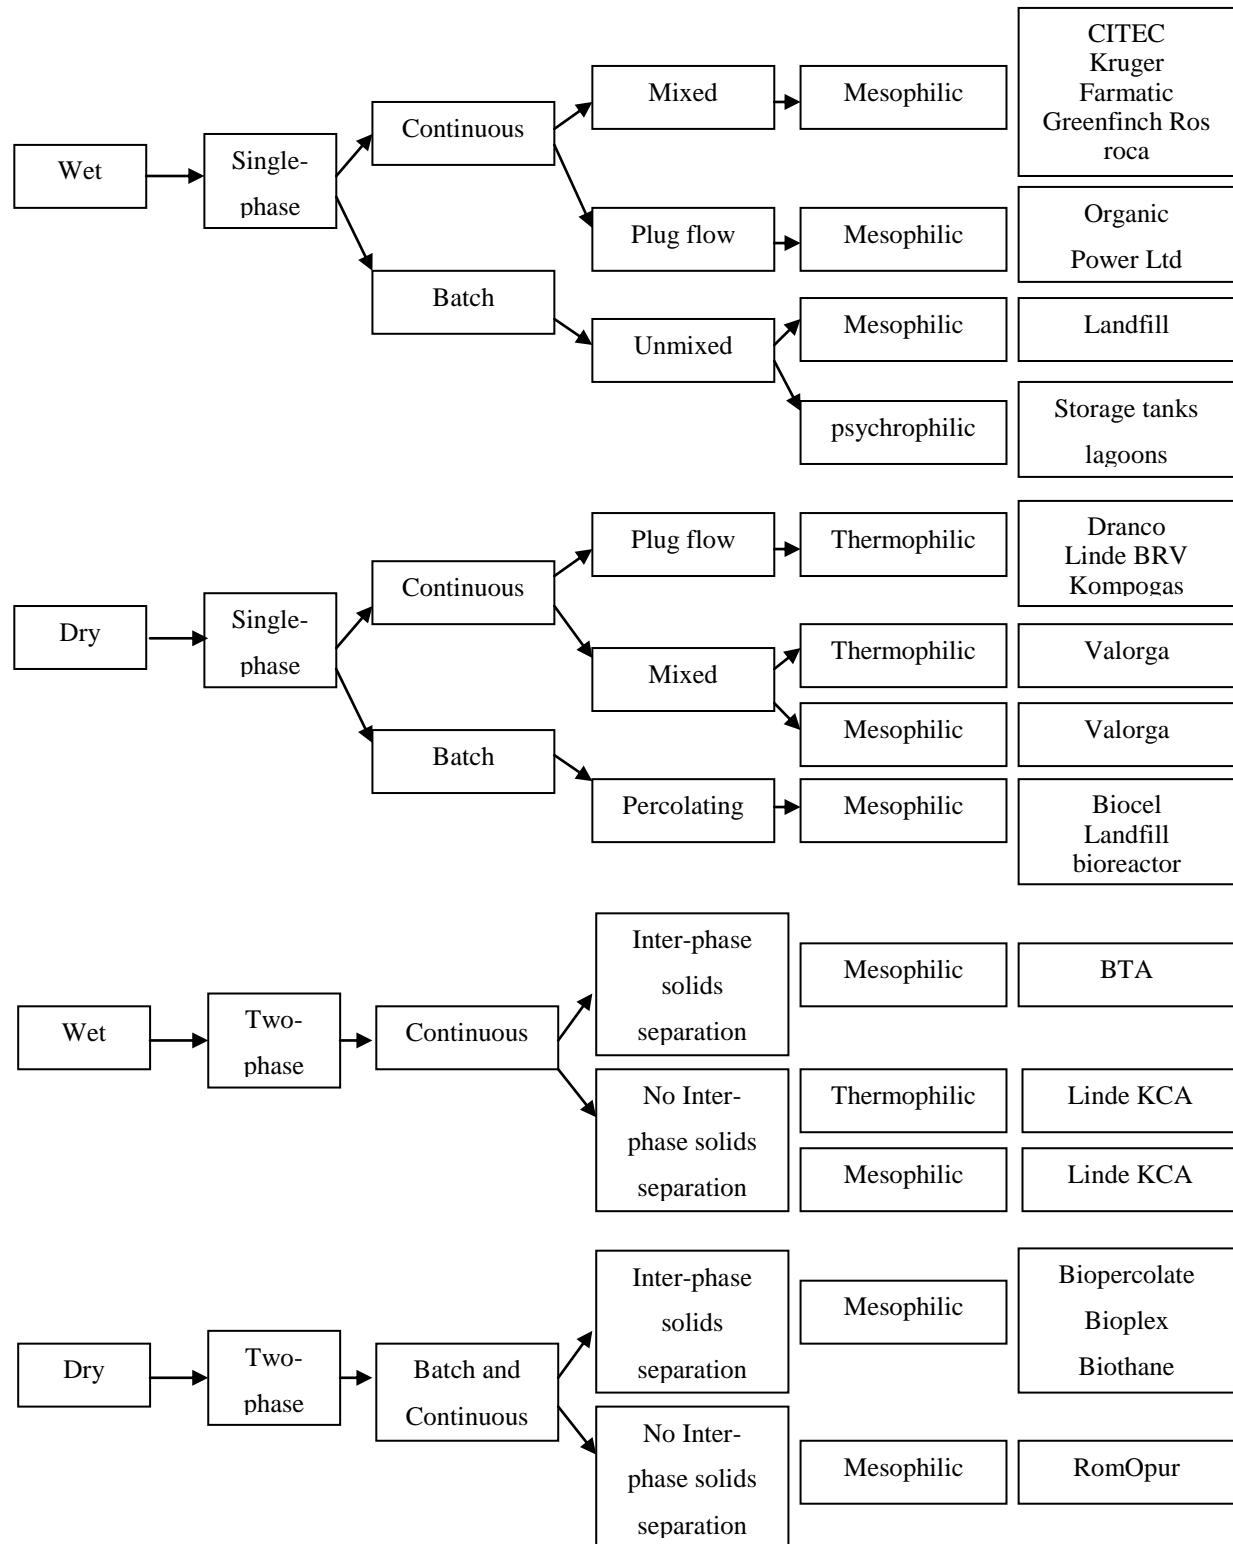 Wet
Single-
phase
Continuous
Mixed
Mesophilic
CITEC
Kruger
Farmatic
Greenfinch Ros
roca
Plug flow
Mesophilic
Organic
Power Ltd
Batch
Unmixed
Mesophilic
Landfill
psychrophilic
Storage tanks
lagoons
Dry
Single-
phase
Continuous
Plug flow
Thermophilic
Dranco
Linde BRV
Kompogas
Mixed
Thermophilic
Valorga
Mesophilic
Valorga
Batch
Percolating
Mesophilic
Biocel
Landfill
bioreactor
Wet
Two-
phase
Continuous
Inter-phase
solids
separation
Mesophilic
BTA
No Inter-
phase solids
separation
Thermophilic
Linde KCA
Mesophilic
Linde KCA
Dry
Two-
phase
Batch and
Continuous
Inter-phase
solids
separation
Mesophilic
Biopercolate
Bioplex
Biothane
No Inter-
phase solids
separation
Mesophilic
RomOpur